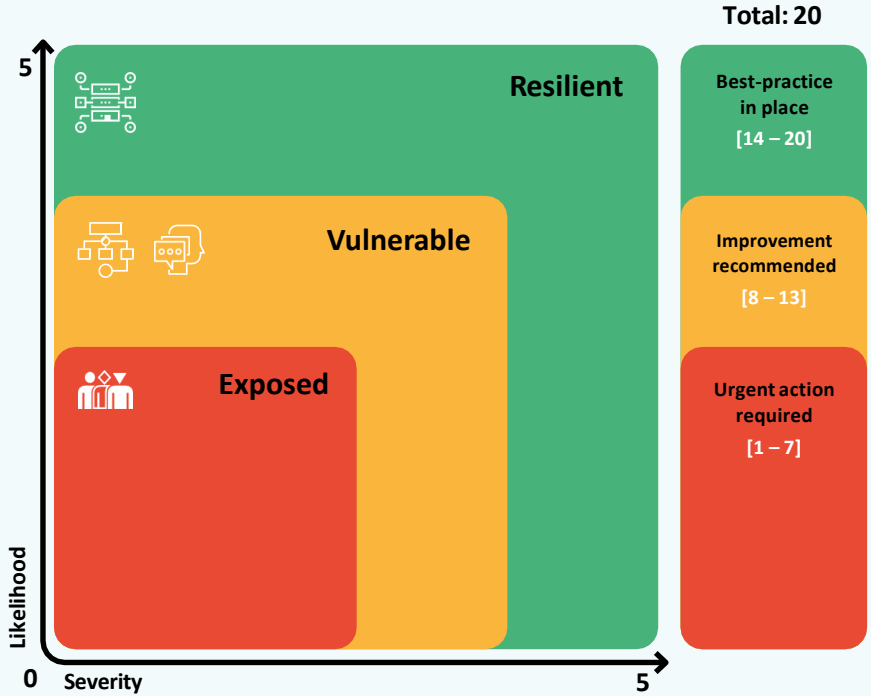 Total: 20
5
Resilient
Best-practice
in place
[14 – 20]
Vulnerable
Improvement
recommended
[8 – 13]
Exposed
Urgent action
required
[1 – 7]
Likelihood
0
Severity
5